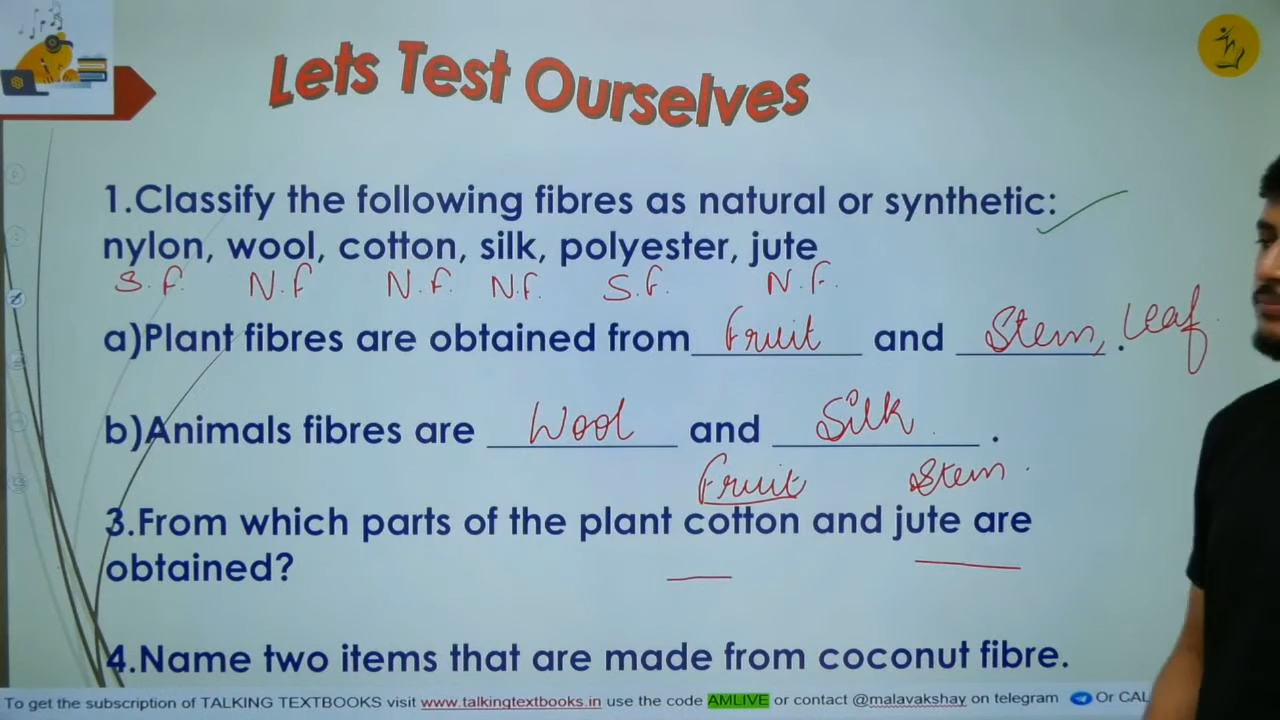 Lets Test Ourselves
1.Classify the following fibres as natural or synthetic:
nylon, wool, cotton, silk, polyester, jute
S.f. N.f N.f. N.f. S.f. N.f.
a)Plant fibres are obtained from Fruit and Stem, Leaf.
b)Animals fibres are Wool and Silk.
Fruit Stem.
3.From which parts of the plant cotton and jute are
obtained?
4.Name two items that are made from coconut fibre.
To get the subscription of TALKING TEXTBOOKS visit www.talkingtextbooks.in use the code AMLIVE or contact @malavakshay on telegram Or CAL